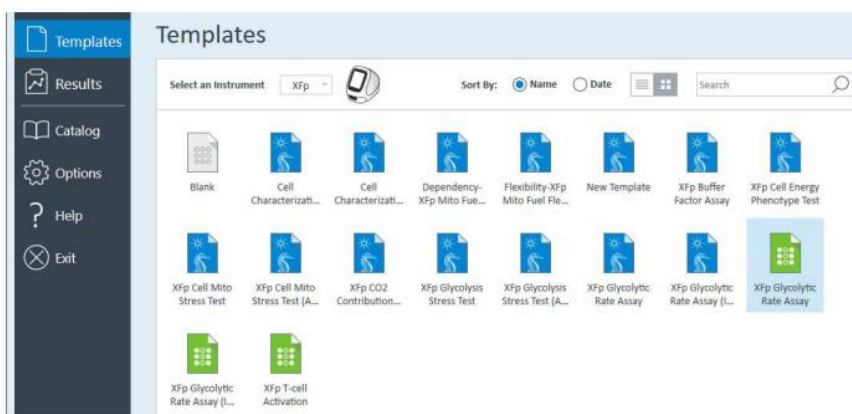 Templates
Results
Catalog
Options
Help
Exit
Templates
Select an Instrument XFp Sort By: Name Date Search
Blank
Cell
Characterizati...
Cell
Characterizati...
Dependency-
XFp Mito Fue...
Flexibility-XFp
Mito Fuel Fle...
New Template
XFp Buffer
Factor Assay
XFp Cell Energy
Phenotype Test
XFp Cell Mito
Stress Test
XFp Cell Mito
Stress Test (A...
XFp CO2
Contribution...
XFp Glycolysis
Stress Test
XFp Glycolysis
Stress Test (A...
XFp Glycolytic
Rate Assay
XFp Glycolytic
Rate Assay (I...
XFp Glycolytic
Rate Assay
XFp Glycolytic
Rate Assay (I...
XFp T-cell
Activation